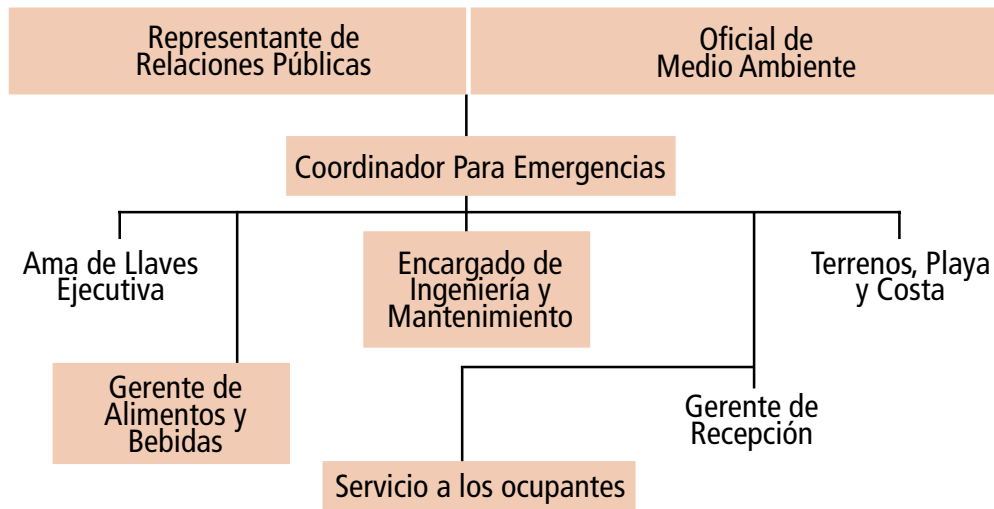 Representante de
Relaciones Públicas
Oficial de
Medio Ambiente
Coordinador Para Emergencias
Ama de Llaves
Ejecutiva
Encargado de
Ingeniería y
Mantenimiento
Terrenos, Playa
y Costa
Gerente de
Alimentos y
Bebidas
Gerente de
Recepción
Servicio a los ocupantes